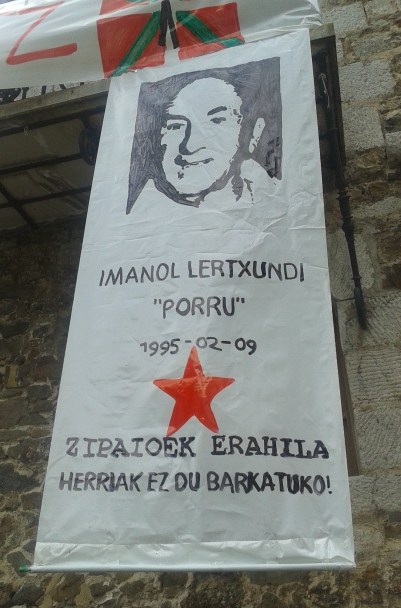 Z
IMANOL LERTXUNDI
"PORRU"
1995-02-09
ZIPAIOEK ERAHILA
HERRIAK EZ DU BARKATUKO!